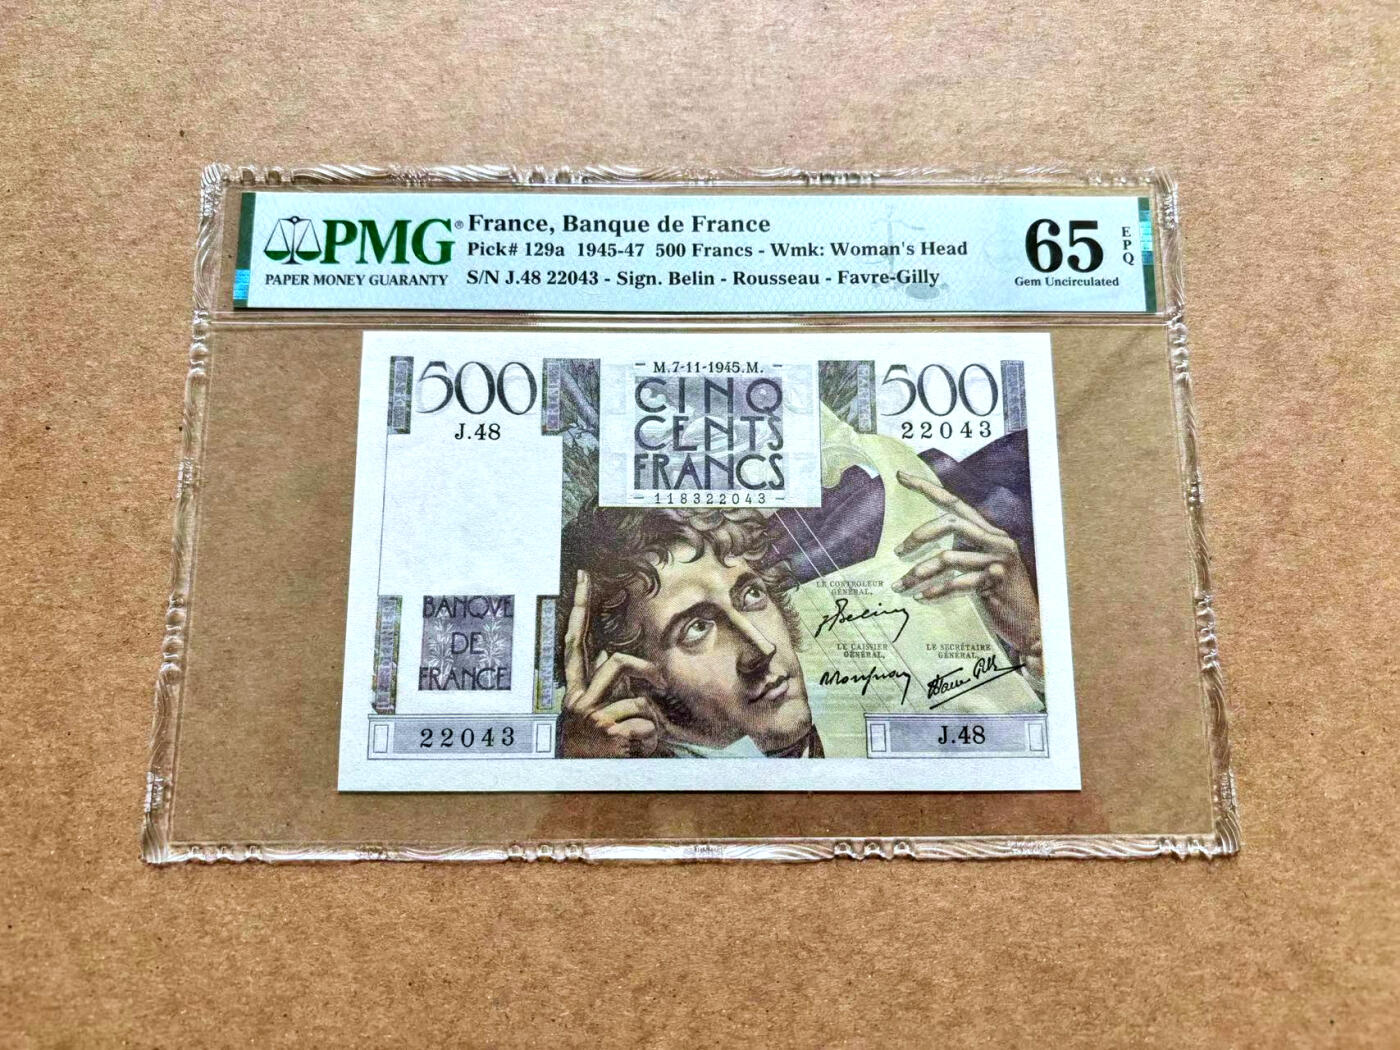 PMG®
PAPER MONEY GUARANTY
France, Banque de France
Pick# 129a 1945-47 500 Francs - Wmk: Woman's Head
S/N J.48 22043 - Sign. Belin - Rousseau - Favre-Gilly
65
EPQ
Gem Uncirculated
500
J.48
M.7-11-1945.M.
CINQ
CENTS
FRANCS
118322043
500
22043
LE CONTROLEUR
GÉNÉRAL,
LE CAISSIER
GÉNÉRAL,
LE SECRÉTAIRE
GÉNÉRAL,
BANQVE
DE
FRANCE
22043
J.48